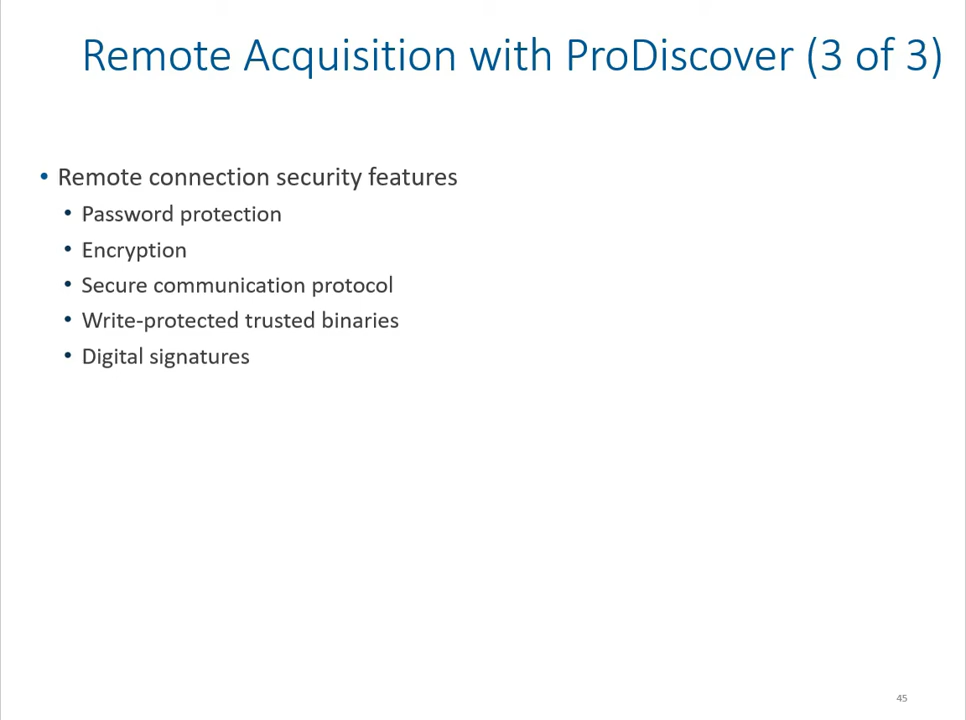 Remote Acquisition with ProDiscover (3 of 3)
• Remote connection security features
• Password protection
• Encryption
• Secure communication protocol
• Write-protected trusted binaries
• Digital signatures
45